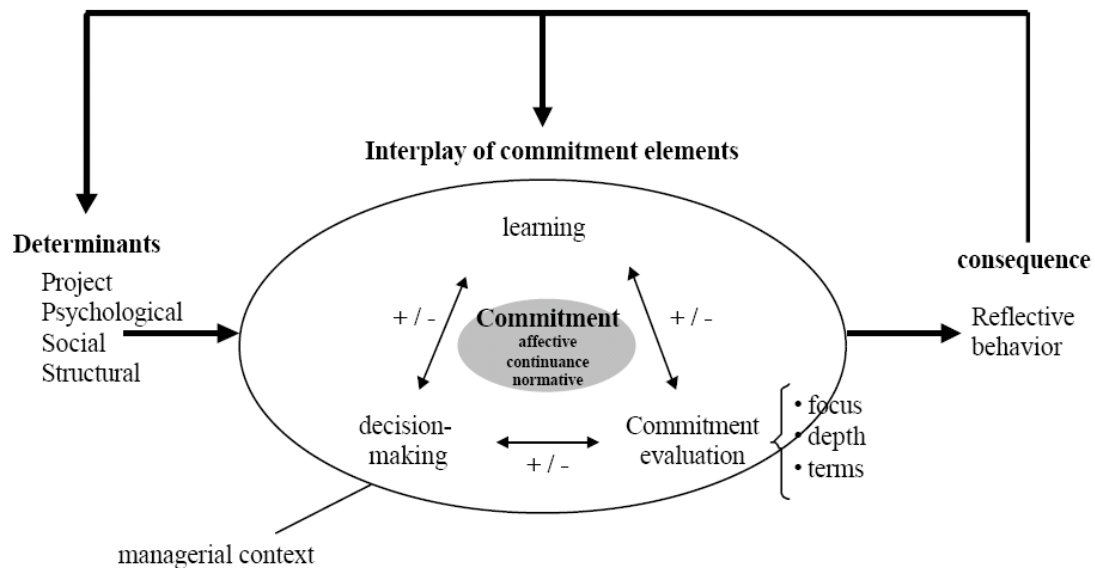 Interplay of commitment elements
Determinants
Project
Psychological
Social
Structural
learning
+ / -
+ / -
Commitment
affective
continuance
normative
decision-
making
+ / -
Commitment
evaluation
• focus
• depth
• terms
consequence
Reflective
behavior
managerial context